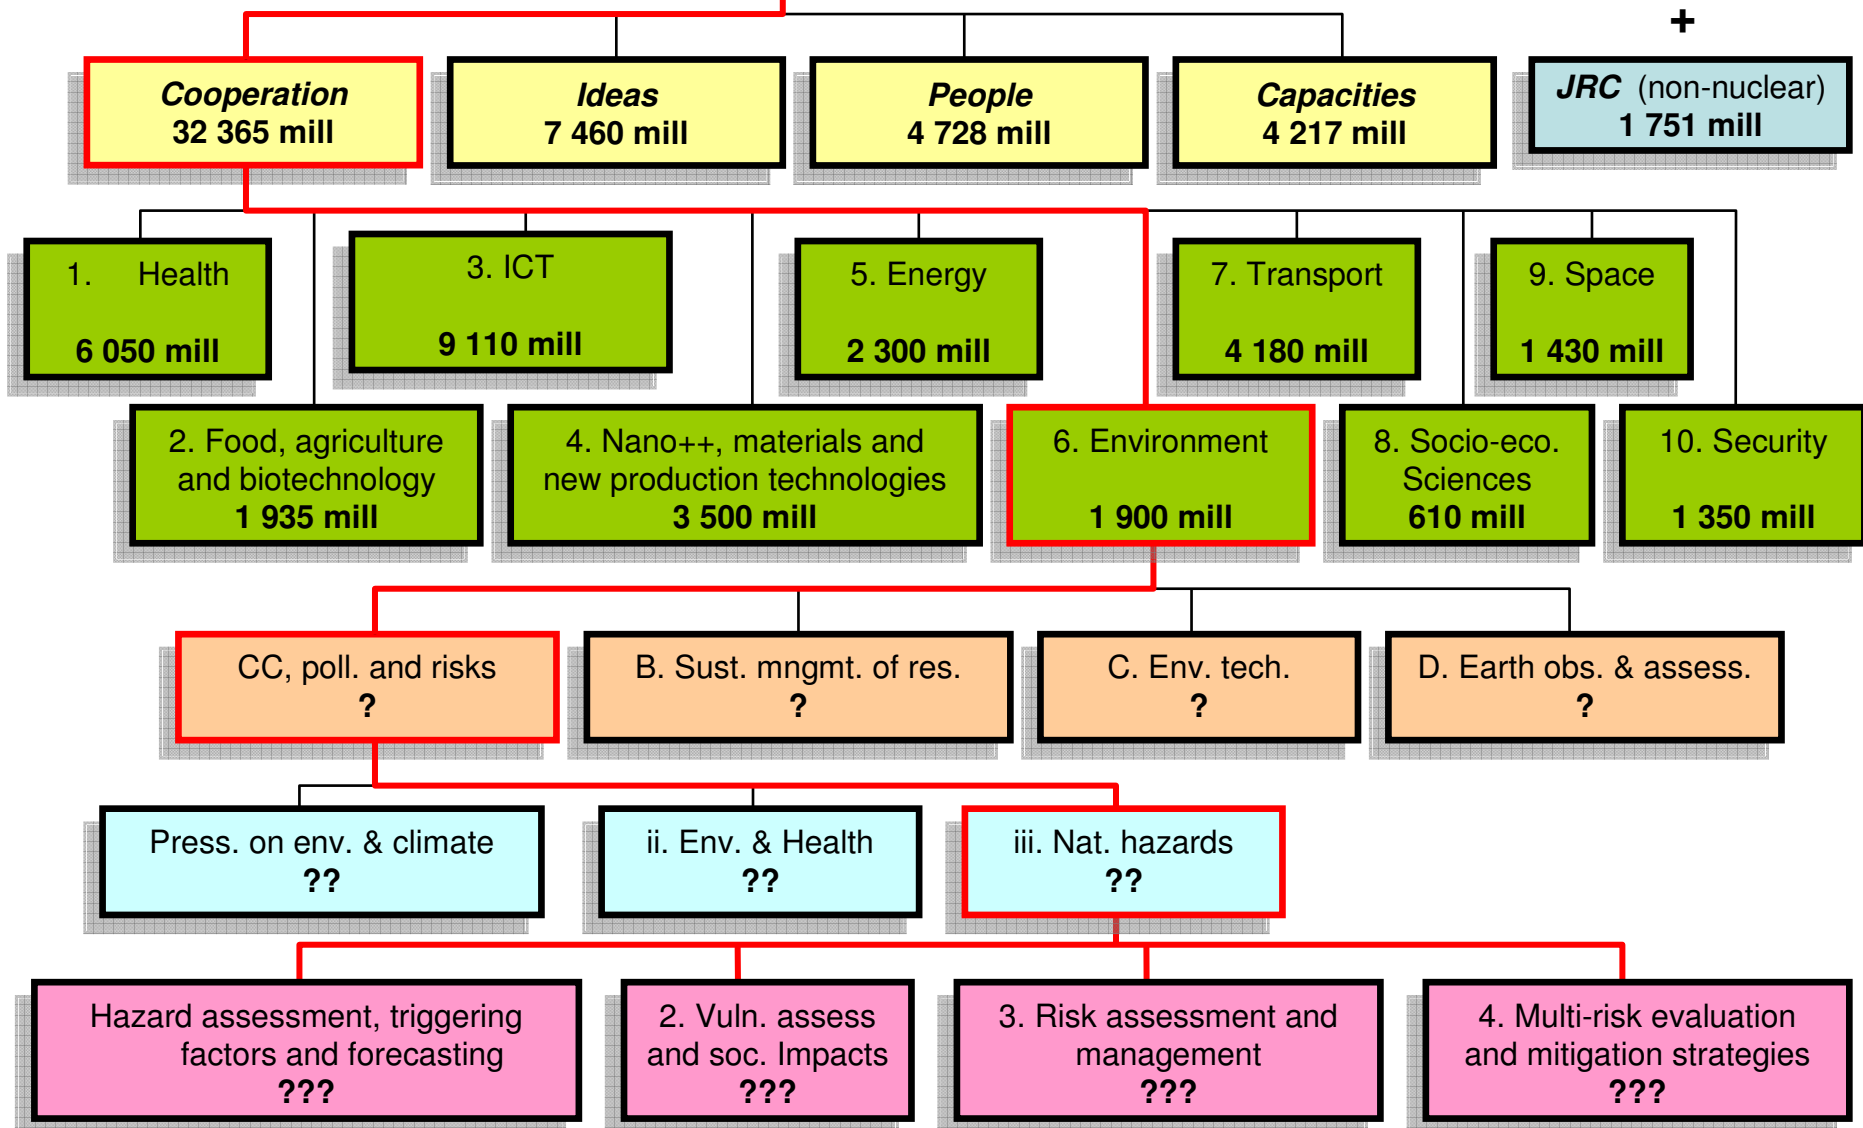 +
Cooperation
32 365 mill
Ideas
7 460 mill
People
4 728 mill
Capacities
4 217 mill
JRC (non-nuclear)
1 751 mill
1. Health
6 050 mill
3. ICT
9 110 mill
5. Energy
2 300 mill
7. Transport
4 180 mill
9. Space
1 430 mill
2. Food, agriculture
and biotechnology
1 935 mill
4. Nano++, materials and
new production technologies
3 500 mill
6. Environment
1 900 mill
8. Socio-eco.
Sciences
610 mill
10. Security
1 350 mill
CC, poll. and risks
?
B. Sust. mngmt. of res.
?
C. Env. tech.
?
D. Earth obs. & assess.
?
Press. on env. & climate
??
ii. Env. & Health
??
iii. Nat. hazards
??
Hazard assessment, triggering
factors and forecasting
???
2. Vuln. assess
and soc. Impacts
???
3. Risk assessment and
management
???
4. Multi-risk evaluation
and mitigation strategies
???